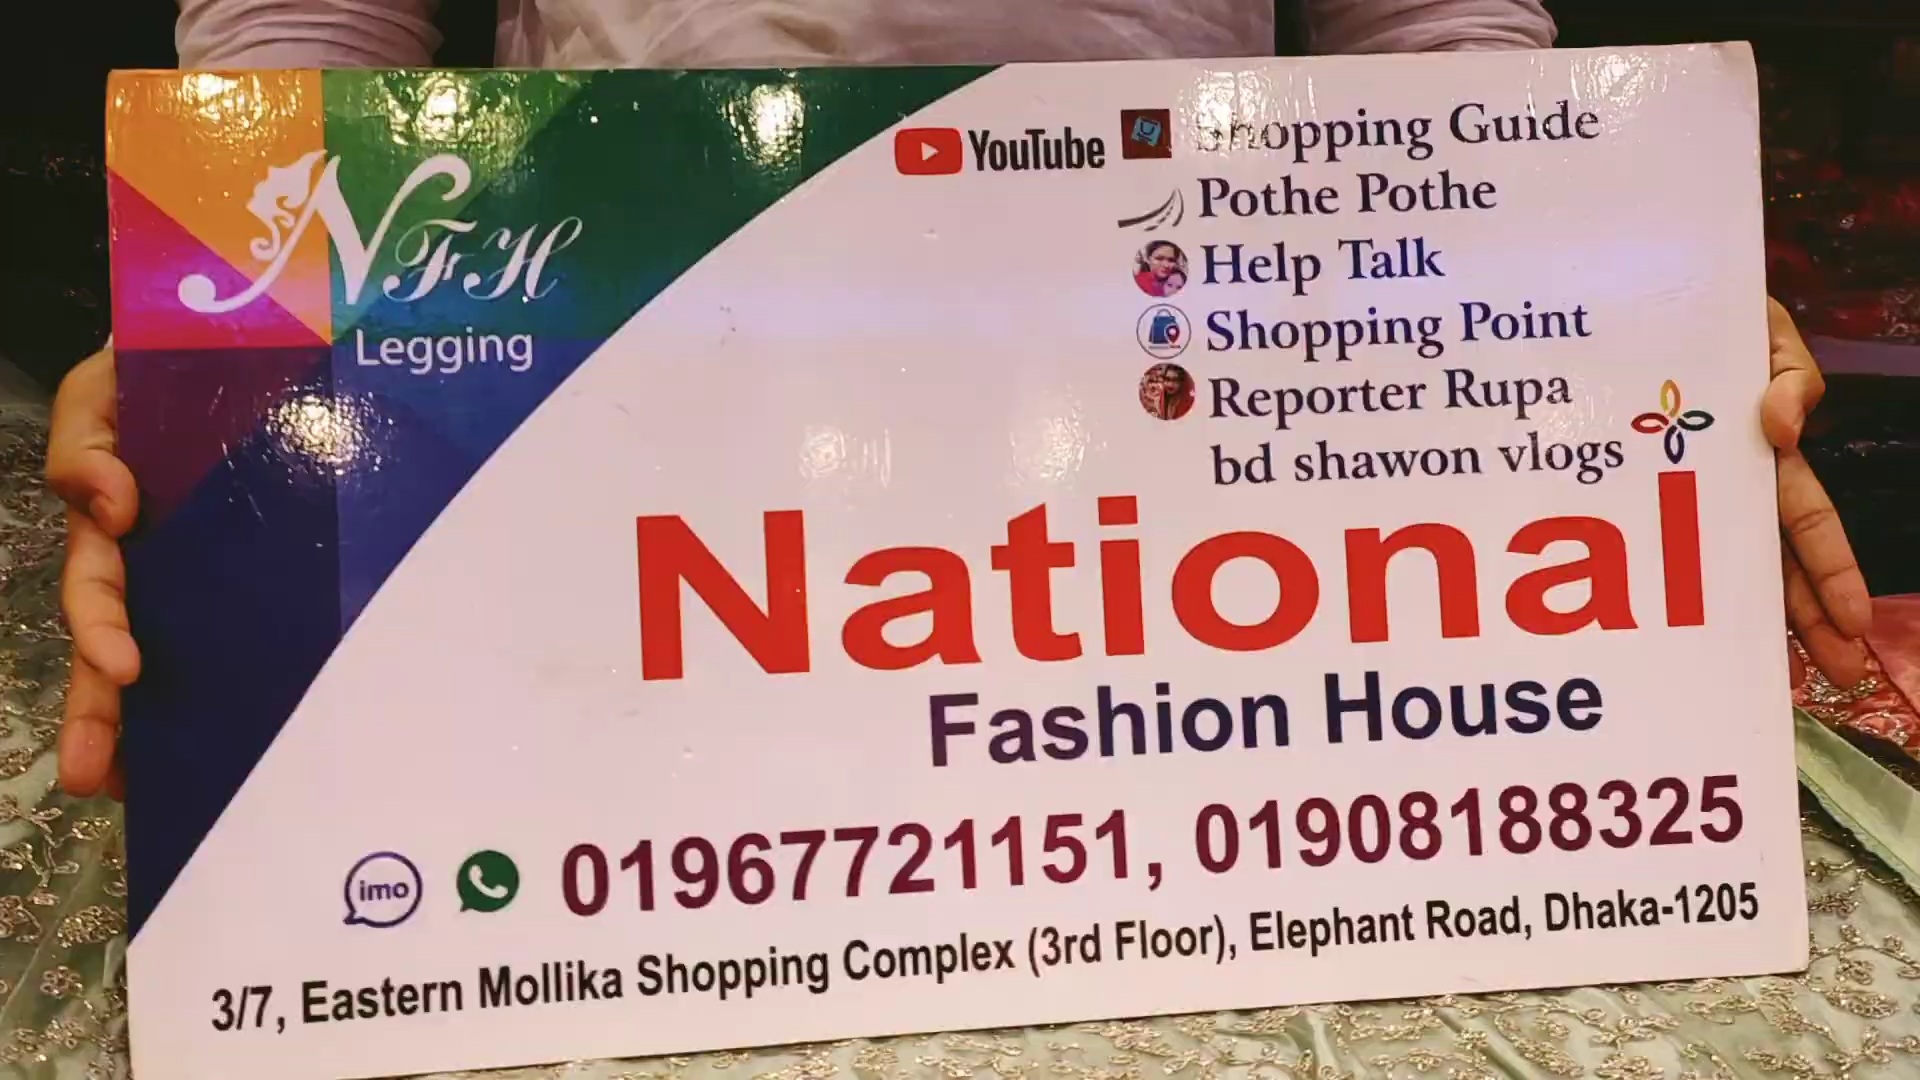 NFH
Legging
YouTube Shopping Guide
Pothe Pothe
Help Talk
Shopping Point
Reporter Rupa
bd shawon vlogs
National
Fashion House
imo 01967721151, 01908188325
3/7, Eastern Mollika Shopping Complex (3rd Floor), Elephant Road, Dhaka-1205